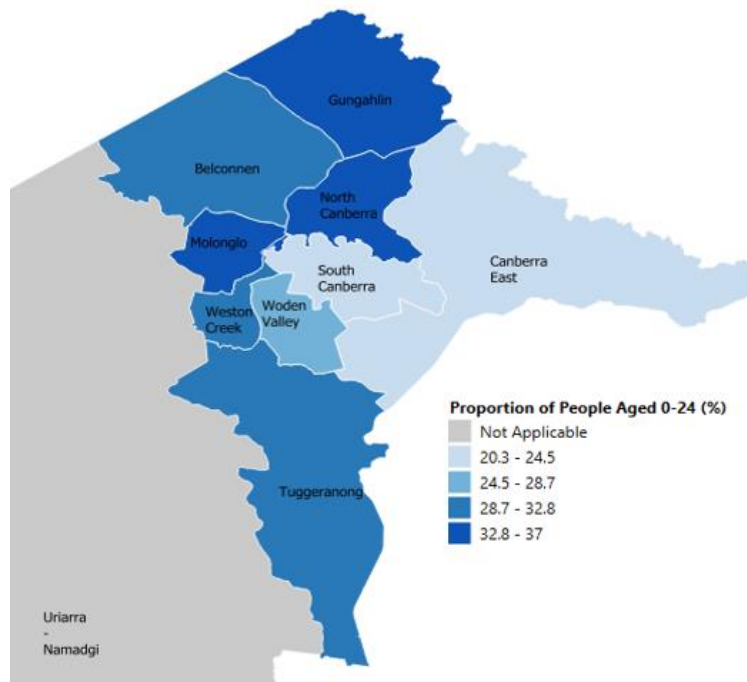 Gungahlin
Belconnen
North
Canberra
Molonglo
Canberra
East
South
Canberra
Weston
Creek
Woden
Valley
Proportion of People Aged 0-24 (%)
Not Applicable
20.3 - 24.5
24.5 - 28.7
28.7 - 32.8
32.8 - 37
Tuggeranong
Uriarra
-
Namadgi